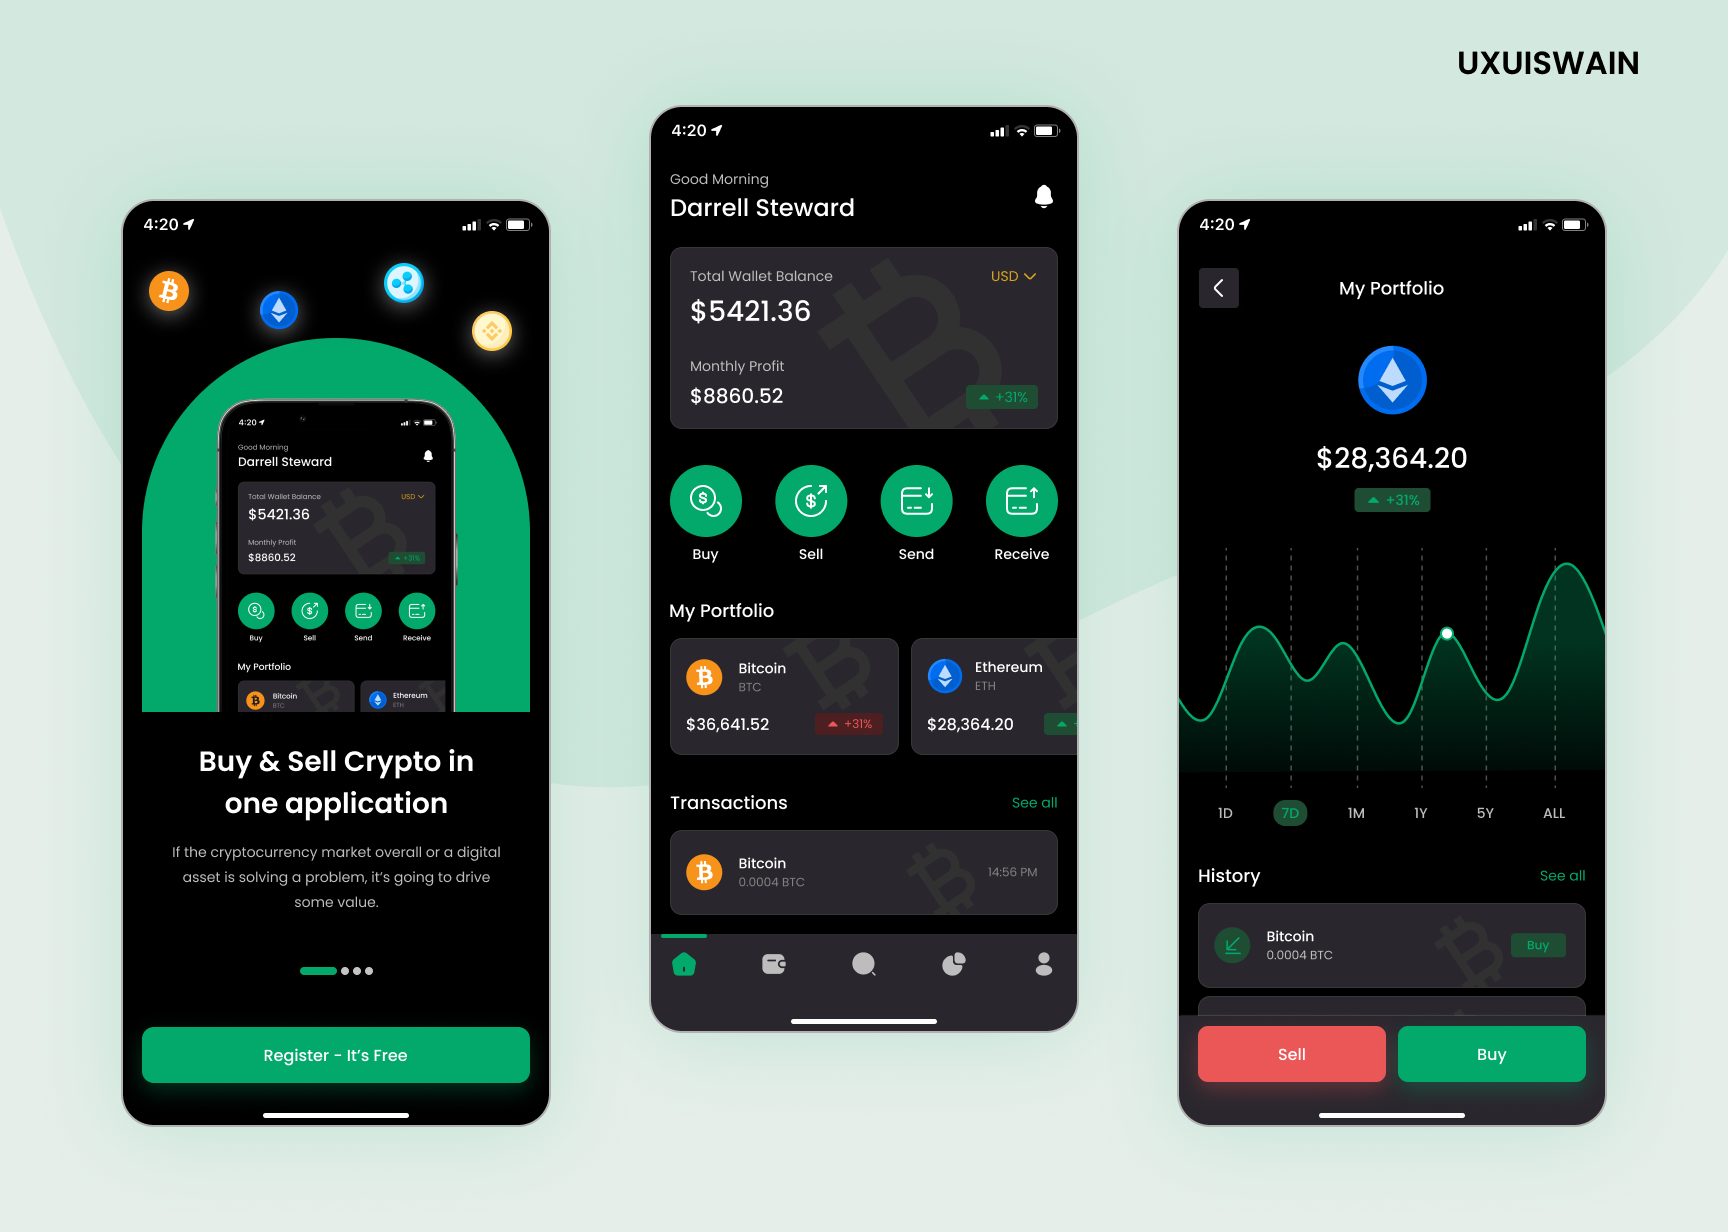 UXUISWAIN
4:20
Good Morning
Darrell Steward
4:20
Good Morning
Darrell Steward
Total Wallet Balance
USD
$5421.36
Monthly Profit
$8860.52
+31%
Buy
Sell
Send
Receive
My Portfolio
Bitcoin
BTC
Ethereum
ETH
Buy & Sell Crypto in
one application
If the cryptocurrency market overall or a digital
asset is solving a problem, it's going to drive
some value.
Register - It's Free
4:20
Total Wallet Balance
USD
$5421.36
Monthly Profit
$8860.52
+31%
Buy
Sell
Send
Receive
My Portfolio
Bitcoin
BTC
$36,641.52
+31%
Ethereum
ETH
$28,364.20
+
Transactions
See all
Bitcoin
0.0004 BTC
14:56 PM
4:20
My Portfolio
$28,364.20
+31%
1D
7D
1M
1Y
5Y
ALL
History
See all
Bitcoin
0.0004 BTC
Buy
Sell
Buy